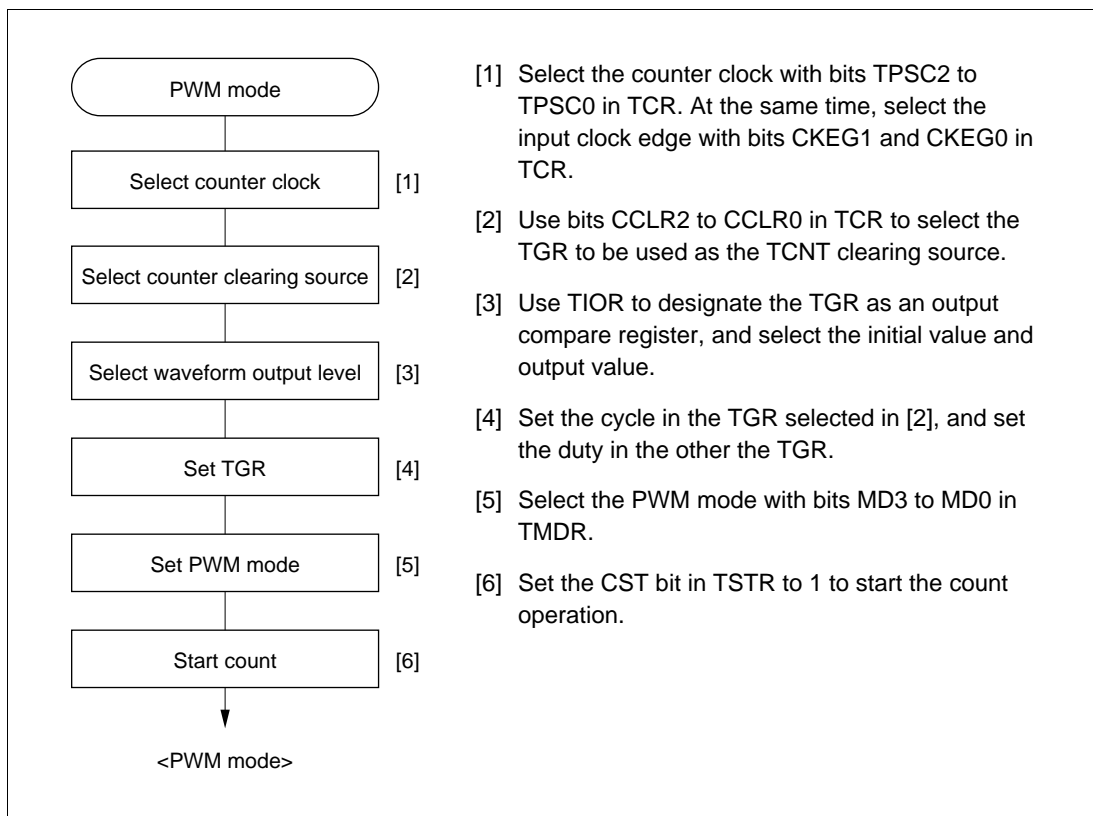 PWM mode
Select counter clock [1]
Select counter clearing source [2]
Select waveform output level [3]
Set TGR [4]
Set PWM mode [5]
Start count [6]
<PWM mode>
[1] Select the counter clock with bits TPSC2 to
TPSC0 in TCR. At the same time, select the
input clock edge with bits CKEG1 and CKEG0 in
TCR.
[2] Use bits CCLR2 to CCLR0 in TCR to select the
TGR to be used as the TCNT clearing source.
[3] Use TIOR to designate the TGR as an output
compare register, and select the initial value and
output value.
[4] Set the cycle in the TGR selected in [2], and set
the duty in the other the TGR.
[5] Select the PWM mode with bits MD3 to MD0 in
TMDR.
[6] Set the CST bit in TSTR to 1 to start the count
operation.